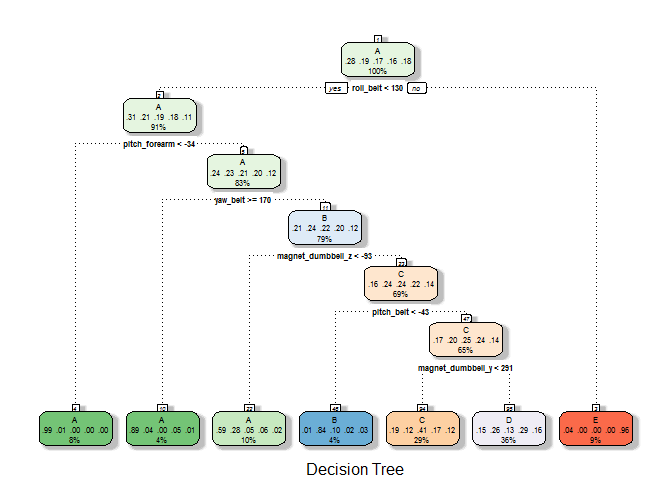 1
A
.28 .19 .17 .16 .18
100%
yes roll_belt < 130 no
2
A
.31 .21 .19 .18 .11
91%
pitch_forearm < -34
5
A
.24 .23 .21 .20 .12
83%
yaw_belt >= 170
11
B
.21 .24 .22 .20 .12
79%
magnet_dumbbell_z < -93
23
C
.16 .24 .24 .22 .14
69%
pitch_belt < -43
47
C
.17 .20 .25 .24 .14
65%
magnet_dumbbell_y < 291
4
A
.99 .01 .00 .00 .00
8%
10
A
.89 .04 .00 .05 .01
4%
22
A
.59 .28 .05 .06 .02
10%
46
B
.01 .84 .10 .02 .03
4%
94
C
.19 .12 .41 .17 .12
29%
95
D
.15 .26 .13 .29 .16
36%
3
E
.04 .00 .00 .00 .96
9%
Decision Tree